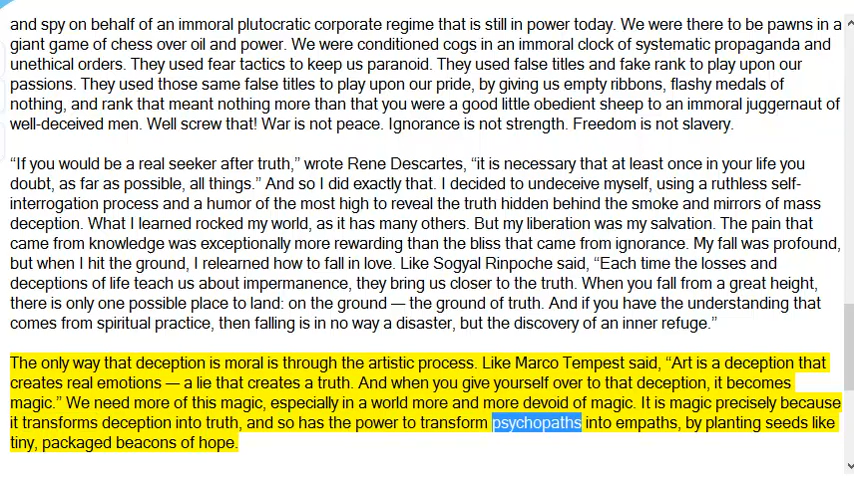 and spy on behalf of an immoral plutocratic corporate regime that is still in power today. We were there to be pawns in a
giant game of chess over oil and power. We were conditioned cogs in an immoral clock of systematic propaganda and
unethical orders. They used fear tactics to keep us paranoid. They used false titles and fake rank to play upon our
passions. They used those same false titles to play upon our pride, by giving us empty ribbons, flashy medals of
nothing, and rank that meant nothing more than that you were a good little obedient sheep to an immoral juggernaut of
well-deceived men. Well screw that! War is not peace. Ignorance is not strength. Freedom is not slavery.
“If you would be a real seeker after truth,” wrote Rene Descartes, “it is necessary that at least once in your life you
doubt, as far as possible, all things.” And so I did exactly that. I decided to undeceive myself, using a ruthless self-
interrogation process and a humor of the most high to reveal the truth hidden behind the smoke and mirrors of mass
deception. What I learned rocked my world, as it has many others. But my liberation was my salvation. The pain that
came from knowledge was exceptionally more rewarding than the bliss that came from ignorance. My fall was profound,
but when I hit the ground, I relearned how to fall in love. Like Sogyal Rinpoche said, “Each time the losses and
deceptions of life teach us about impermanence, they bring us closer to the truth. When you fall from a great height,
there is only one possible place to land: on the ground — the ground of truth. And if you have the understanding that
comes from spiritual practice, then falling is in no way a disaster, but the discovery of an inner refuge.”
The only way that deception is moral is through the artistic process. Like Marco Tempest said, “Art is a deception that
creates real emotions — a lie that creates a truth. And when you give yourself over to that deception, it becomes
magic.” We need more of this magic, especially in a world more and more devoid of magic. It is magic precisely because
it transforms deception into truth, and so has the power to transform psychopaths into empaths, by planting seeds like
tiny, packaged beacons of hope.